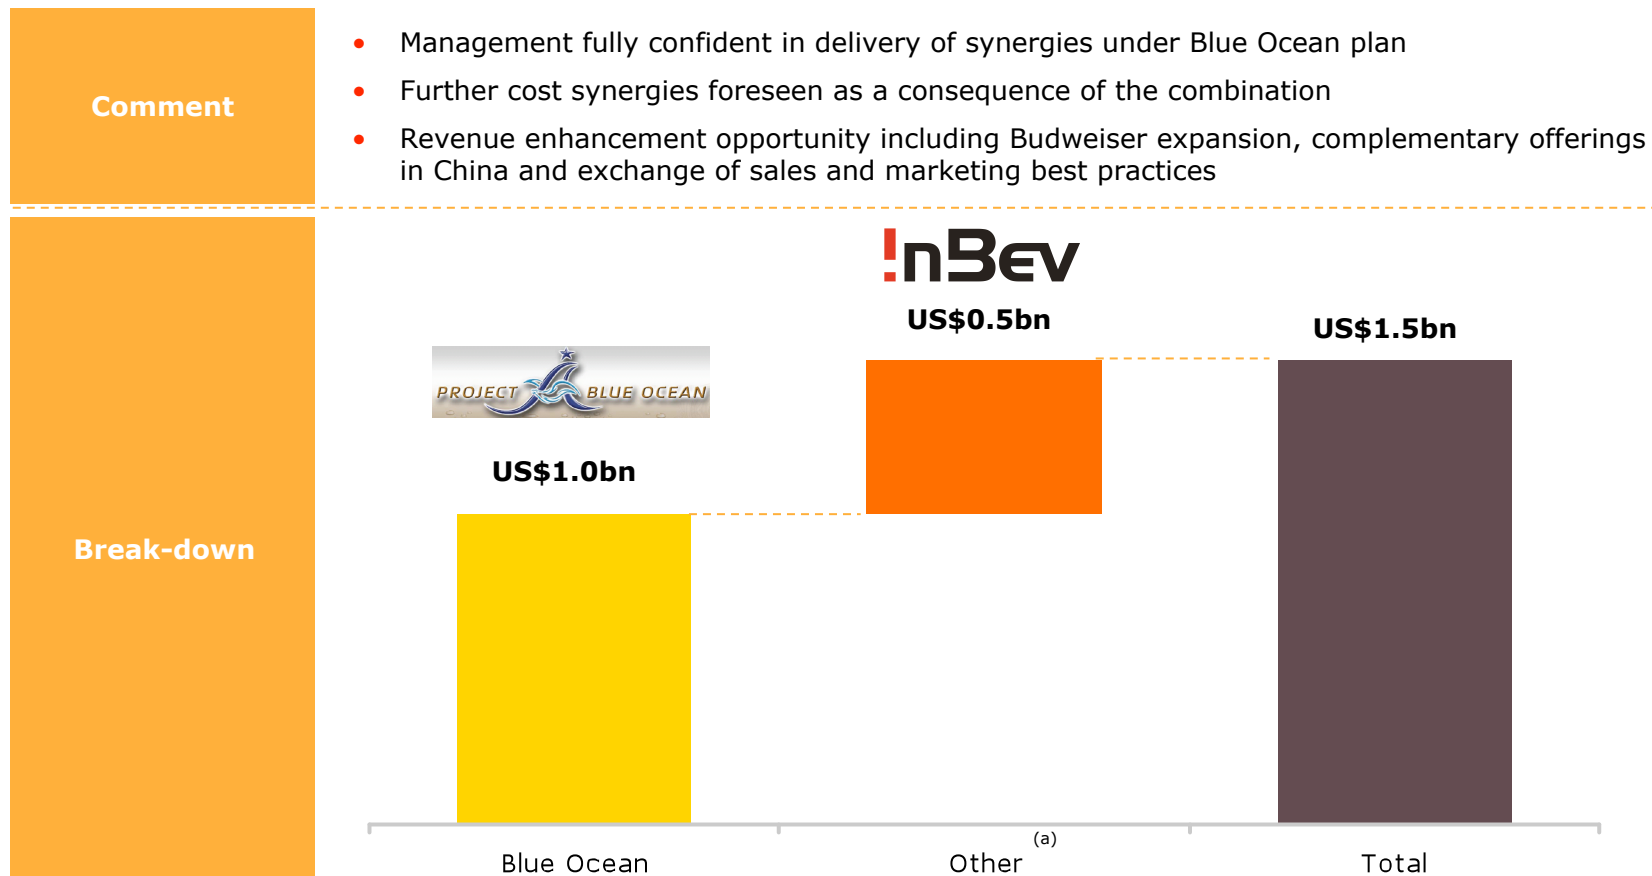 Comment
• Management fully confident in delivery of synergies under Blue Ocean plan
• Further cost synergies foreseen as a consequence of the combination
• Revenue enhancement opportunity including Budweiser expansion, complementary offerings
in China and exchange of sales and marketing best practices
Break-down
InBev
US$0.5bn
US$1.5bn
PROJECT BLUE OCEAN
US$1.0bn
Blue Ocean
Other (a)
Total